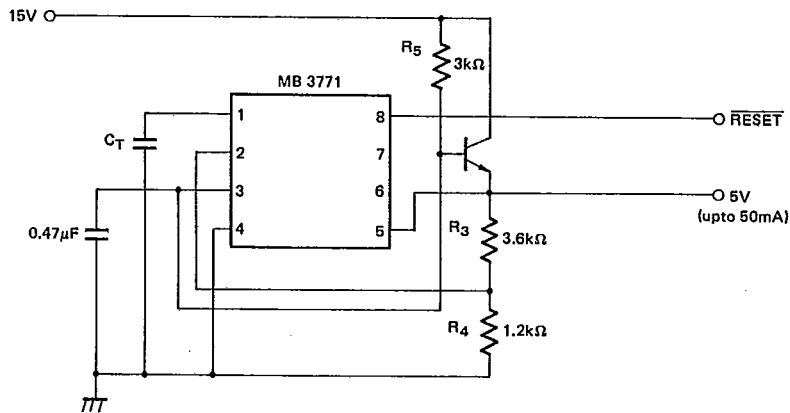 15V
R5
3kΩ
MB 3771
1
8
RESET
CT
2
7
3
6
5V
(upto 50mA)
0.47μF
4
5
R3
3.6kΩ
R4
1.2kΩ